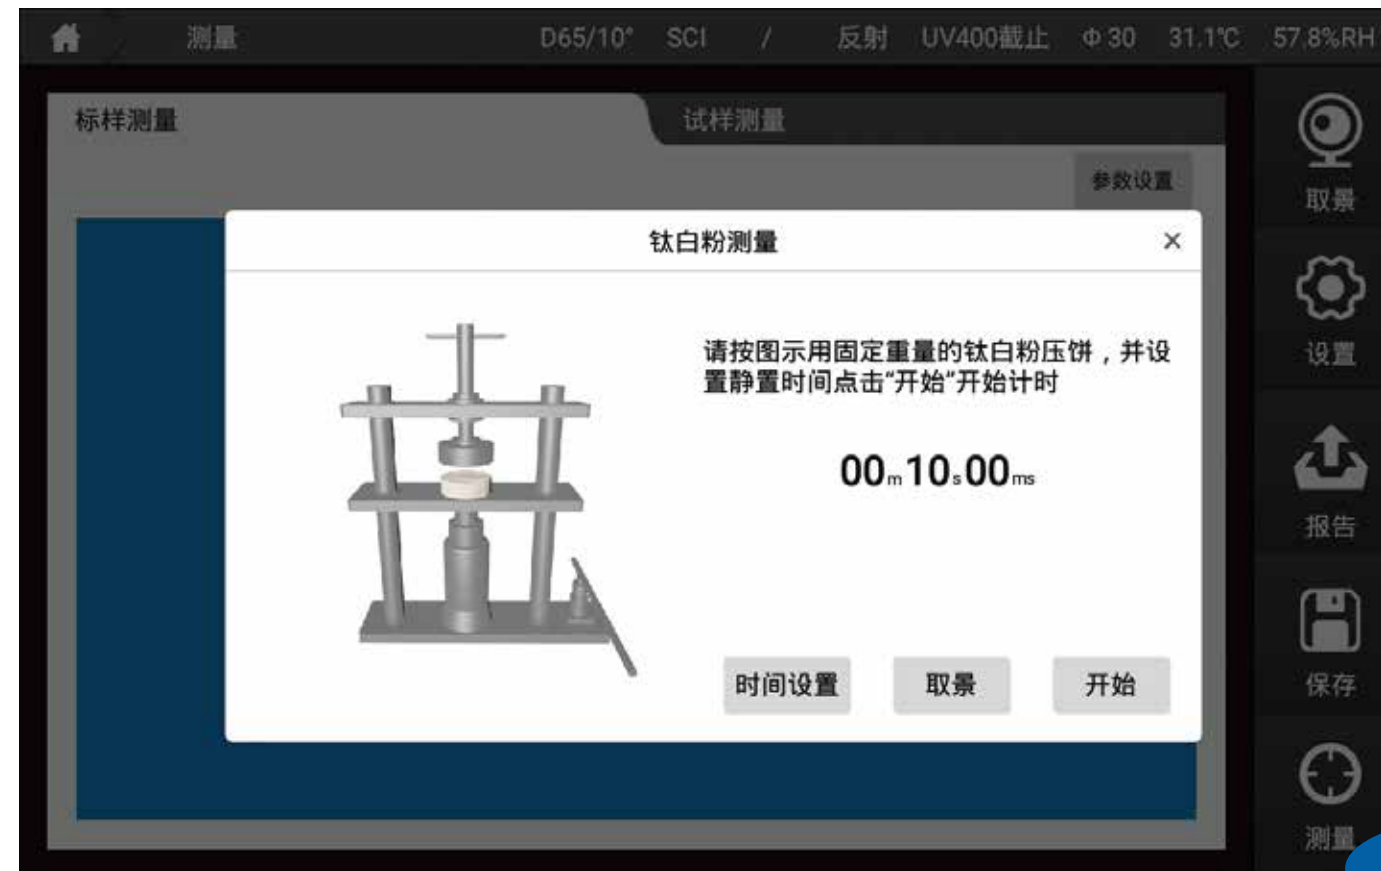 测量 D65/10° SCI / 反射 UV400截止 Φ30 31.1℃ 57.8%RH
标样测量 试样测量
参数设置
取景
钛白粉测量 ×
设置
请按图示用固定重量的钛白粉压饼，并设
置静置时间点击“开始”开始计时
00m10s00ms
报告
时间设置 取景 开始
保存
测量